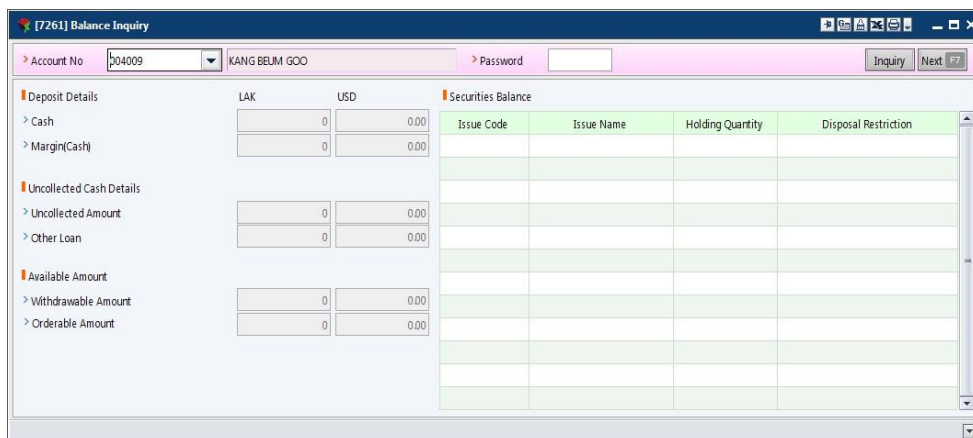 [7261] Balance Inquiry
Account No 004009 KANG BEUM GOO Password Inquiry Next F7
Deposit Details LAK USD
Cash 0 0.00
Margin(Cash) 0 0.00
Uncollected Cash Details
Uncollected Amount 0 0.00
Other Loan 0 0.00
Available Amount
Withdrawable Amount 0 0.00
Orderable Amount 0 0.00
Securities Balance
Issue Code Issue Name Holding Quantity Disposal Restriction